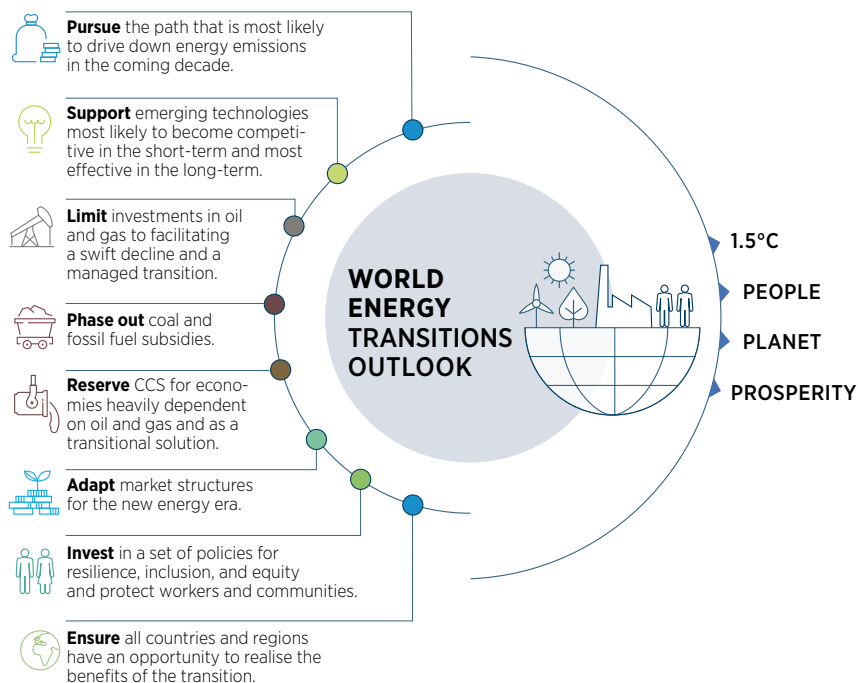 Pursue the path that is most likely
to drive down energy emissions
in the coming decade.
Support emerging technologies
most likely to become competi-
tive in the short-term and most
effective in the long-term.
Limit investments in oil
and gas to facilitating
a swift decline and a
managed transition.
Phase out coal and
fossil fuel subsidies.
Reserve CCS for econo-
mies heavily dependent
on oil and gas and as a
transitional solution.
Adapt market structures
for the new energy era.
Invest in a set of policies for
resilience, inclusion, and equity
and protect workers and communities.
Ensure all countries and regions
have an opportunity to realise the
benefits of the transition.
WORLD
ENERGY
TRANSITIONS
OUTLOOK
1.5°C
PEOPLE
PLANET
PROSPERITY